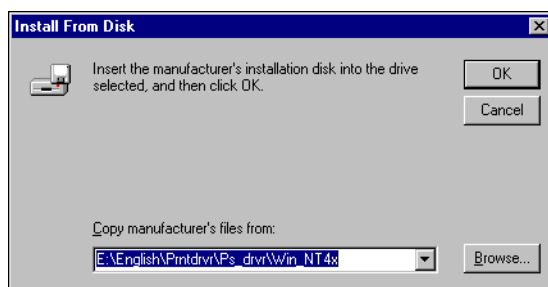 Install From Disk
Insert the manufacturer's installation disk into the drive
selected, and then click OK.
OK
Cancel
Copy manufacturer's files from:
E:\English\Prntdrvr\Ps_drvr\Win_NT4x
Browse...